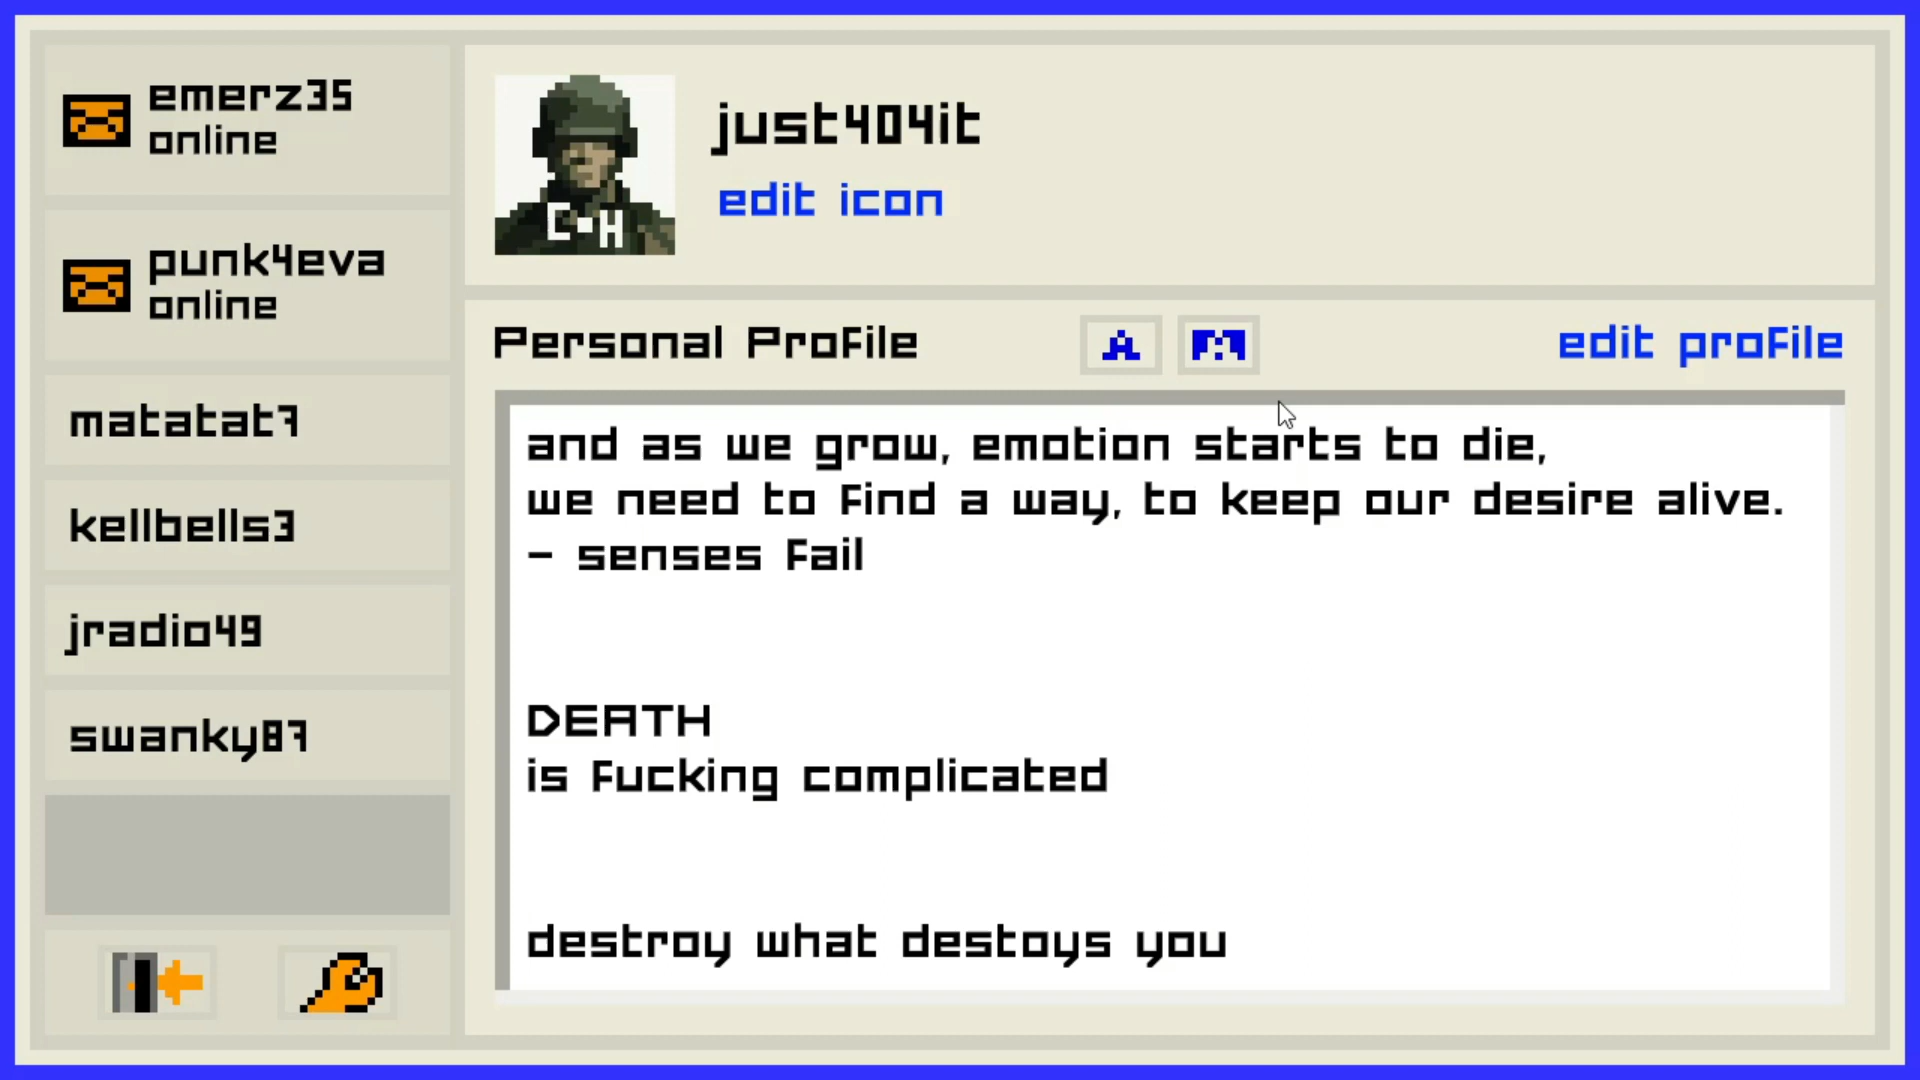 emerz35
online
punk4eva
online
matatat7
kellbells3
jradio49
swanky87
just404it
edit icon
Personal Profile
edit profile
and as we grow, emotion starts to die,
we need to find a way, to keep our desire alive.
- senses fail
DEATH
is fucking complicated
destroy what destoys you